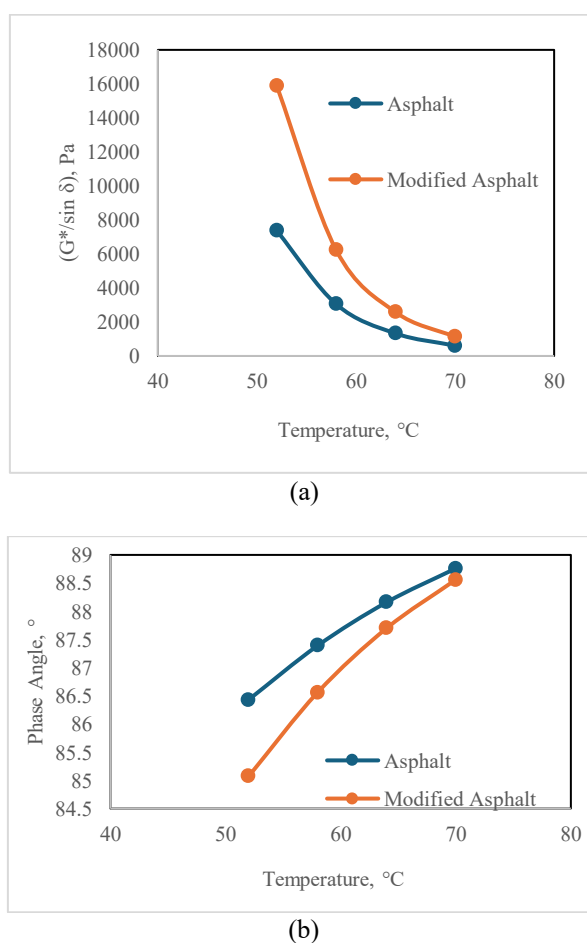 18000
16000
14000
12000
10000
8000
6000
4000
2000
0
(G*/sin δ), Pa
Asphalt
Modified Asphalt
40 50 60 70 80
Temperature, °C
(a)
89
88.5
88
87.5
87
86.5
86
85.5
85
84.5
Phase Angle, °
Asphalt
Modified Asphalt
40 50 60 70 80
Temperature, °C
(b)